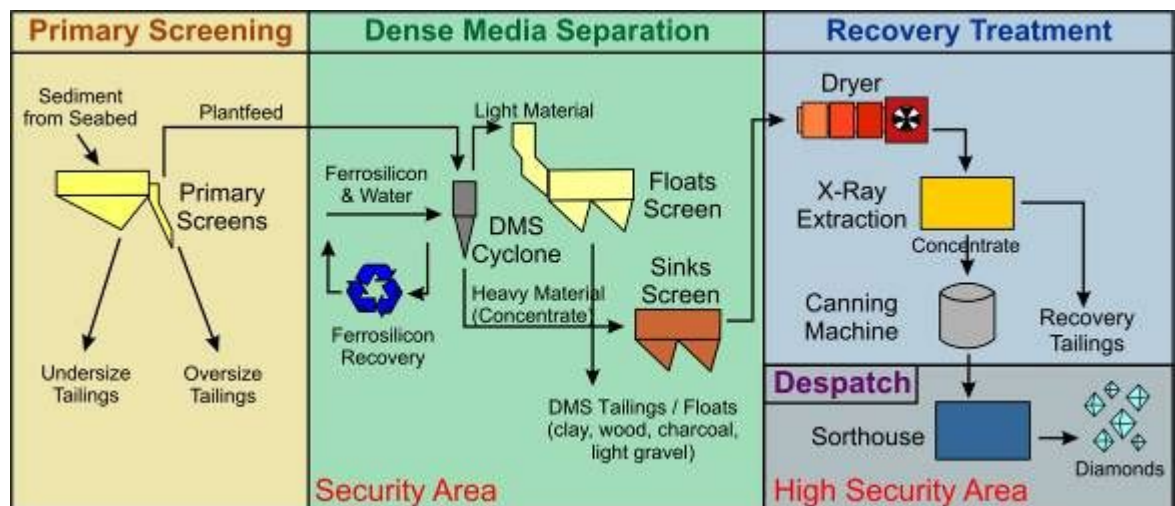 Primary Screening
Sediment
from Seabed
Plantfeed
Primary
Screens
Undersize
Tailings
Oversize
Tailings
Dense Media Separation
Light Material
Ferrosilicon
& Water
Floats
Screen
DMS
Cyclone
Sinks
Screen
Heavy Material
(Concentrate)
Ferrosilicon
Recovery
DMS Tailings / Floats
(clay, wood, charcoal,
light gravel)
Security Area
Recovery Treatment
Dryer
X-Ray
Extraction
Concentrate
Canning
Machine
Recovery
Tailings
Despatch
Sorthouse
Diamonds
High Security Area